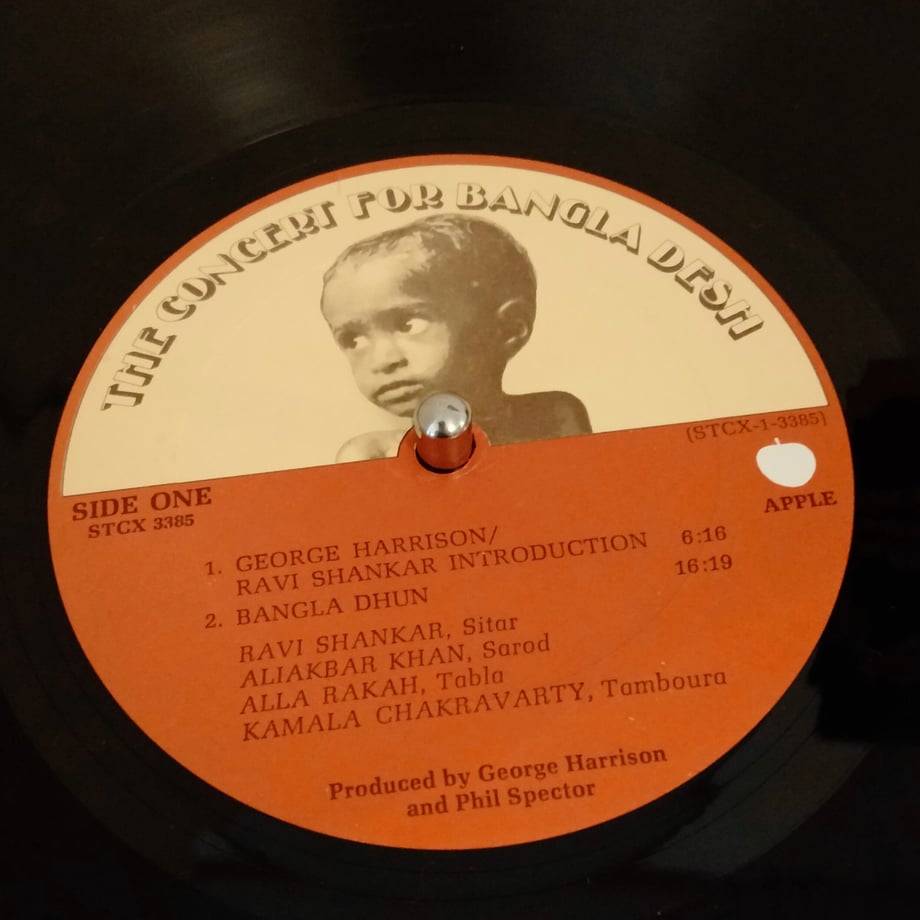 THE CONCERT FOR BANGLA DESH
(STCX-1-3385)
SIDE ONE
STCX 3385
APPLE
1. GEORGE HARRISON/
RAVI SHANKAR INTRODUCTION 6:16
2. BANGLA DHUN 16:19
RAVI SHANKAR, Sitar
ALIAKBAR KHAN, Sarod
ALLA RAKAH, Tabla
KAMALA CHAKRAVARTY, Tamboura
Produced by George Harrison
and Phil Spector